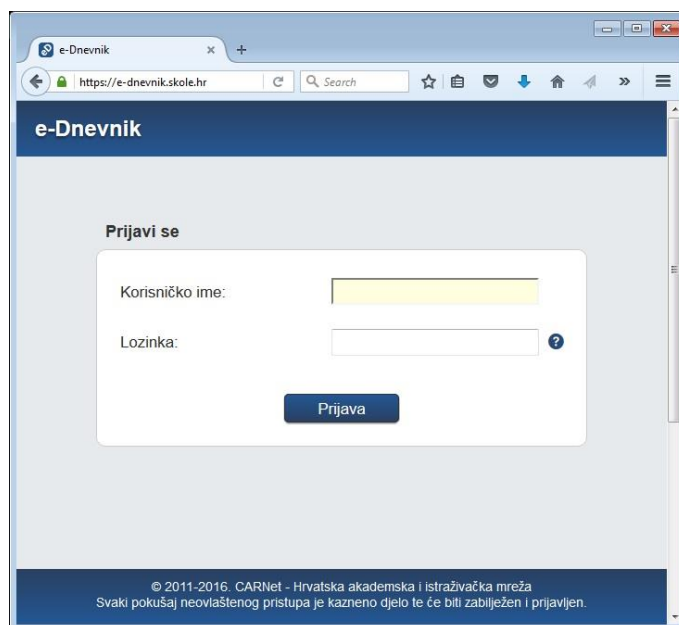 e-Dnevnik
https://e-dnevnik.skole.hr
Search
e-Dnevnik
Prijavi se
Korisničko ime:
Lozinka:
Prijava
© 2011-2016. CARNet - Hrvatska akademska i istraživačka mreža
Svaki pokušaj neovlaštenog pristupa je kazneno djelo te će biti zabilježen i prijavljen.